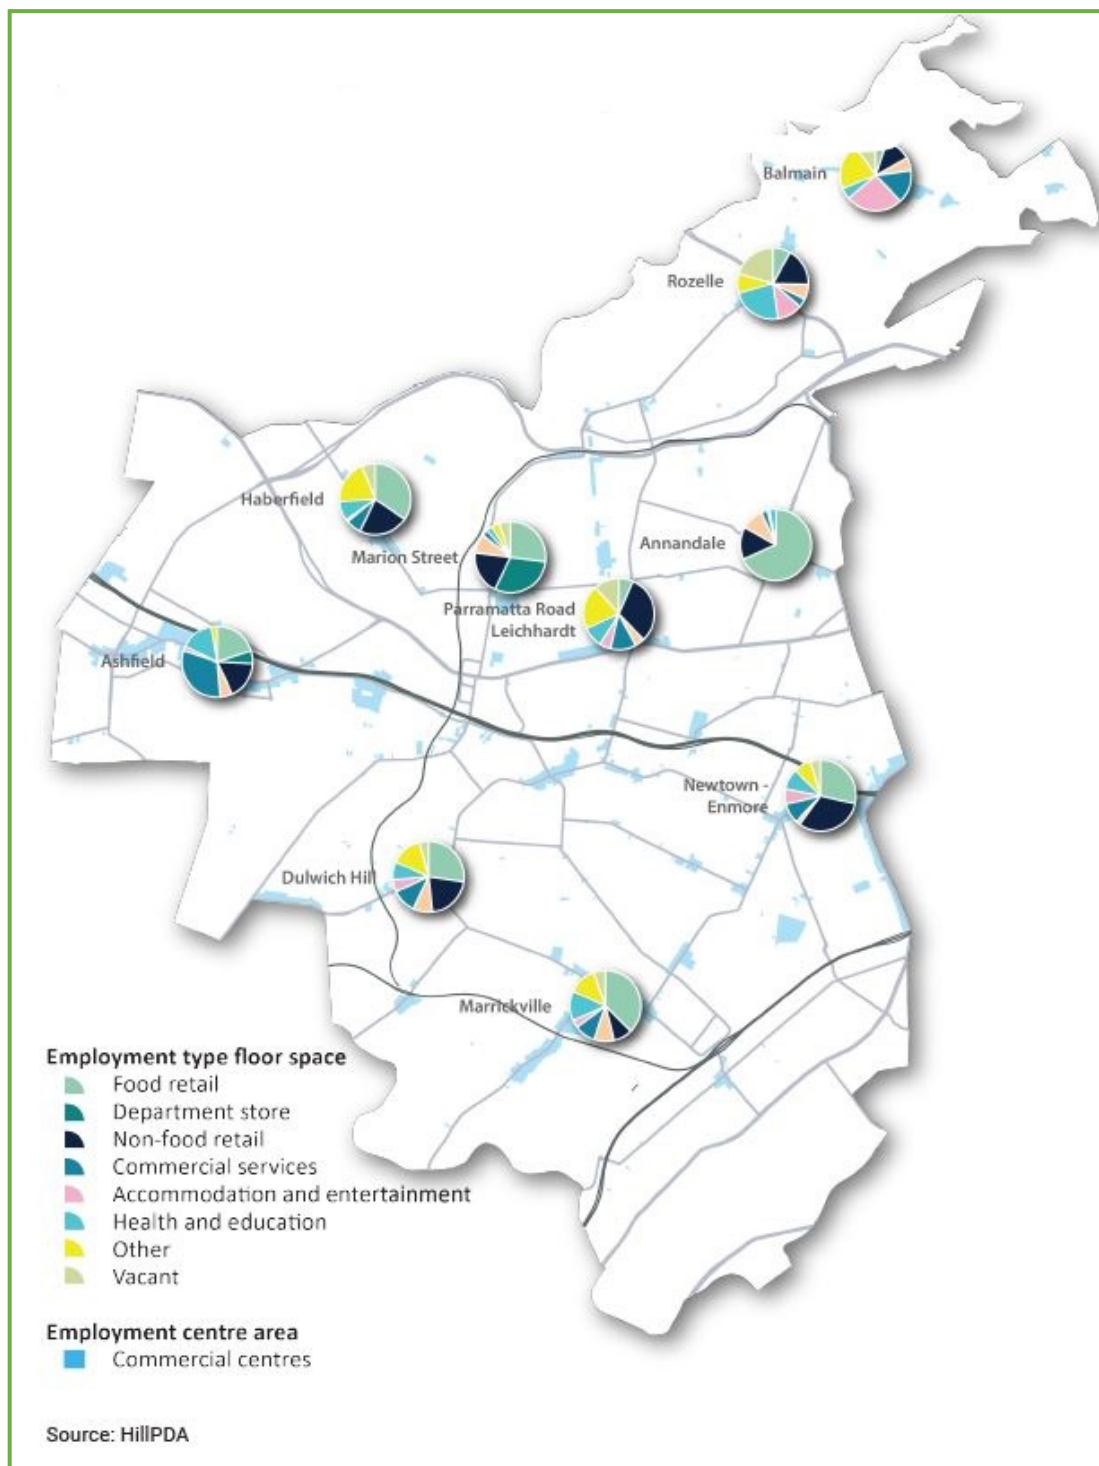 Balmain
Rozelle
Haberfield
Marion Street
Annandale
Parramatta Road
Leichhardt
Ashfield
Newtown -
Enmore
Dulwich Hill
Marrickville
Employment type floor space
Food retail
Department store
Non-food retail
Commercial services
Accommodation and entertainment
Health and education
Other
Vacant
Employment centre area
Commercial centres
Source: HillPDA